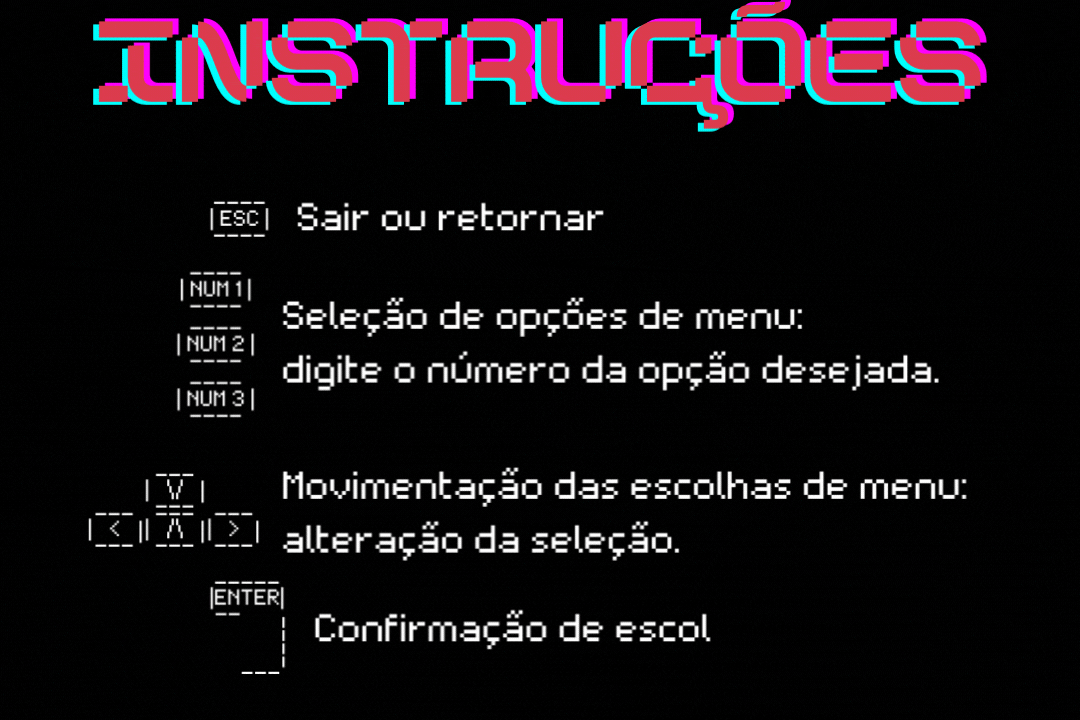 INSTRUÇÕES
|ESC| Sair ou retornar
|NUM 1|
|NUM 2|
|NUM 3|
Seleção de opções de menu:
digite o número da opção desejada.
| \/ |
| < || /\ || > |
Movimentação das escolhas de menu:
alteração da seleção.
|ENTER|
Confirmação de escol